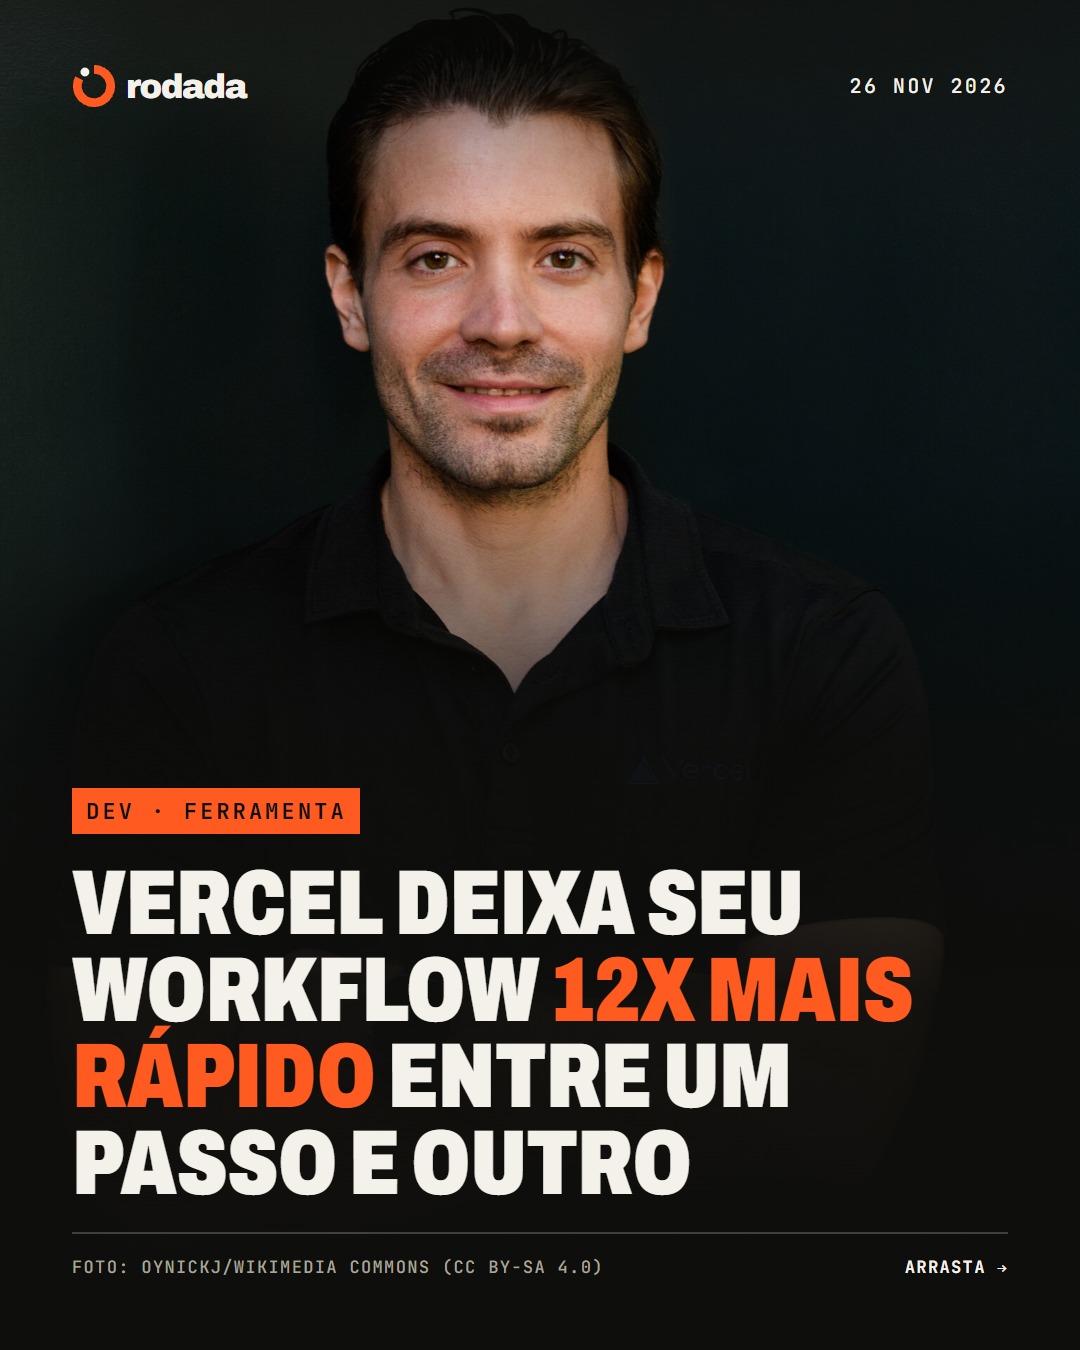 rodada
26 NOV 2026
Vercel
DEV · FERRAMENTA
VERCEL DEIXA SEU
WORKFLOW 12X MAIS
RÁPIDO ENTRE UM
PASSO E OUTRO
FOTO: OYNICKJ/WIKIMEDIA COMMONS (CC BY-SA 4.0)
ARRASTA →